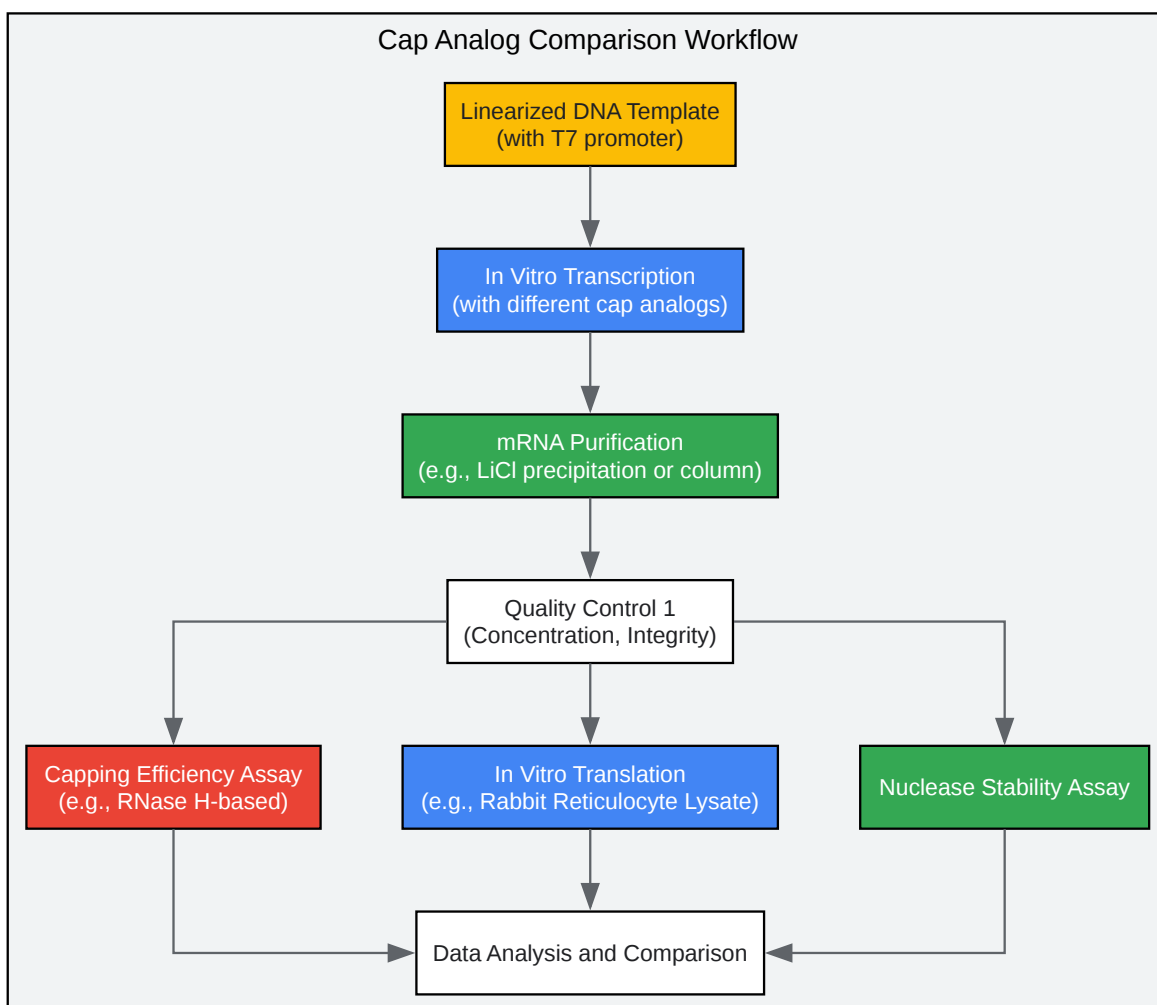 Cap Analog Comparison Workflow
Linearized DNA Template
(with T7 promoter)
In Vitro Transcription
(with different cap analogs)
mRNA Purification
(e.g., LiCl precipitation or column)
Quality Control 1
(Concentration, Integrity)
Capping Efficiency Assay
(e.g., RNase H-based)
In Vitro Translation
(e.g., Rabbit Reticulocyte Lysate)
Nuclease Stability Assay
Data Analysis and Comparison